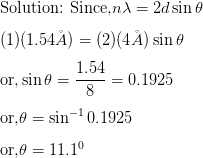 Solution: Since, nλ = 2d sin θ
(1)(1.54Å) = (2)(4Å) sin θ
or, sin θ = 1.54/8 = 0.1925
or,θ = sin⁻¹ 0.1925
or,θ = 11.1⁰